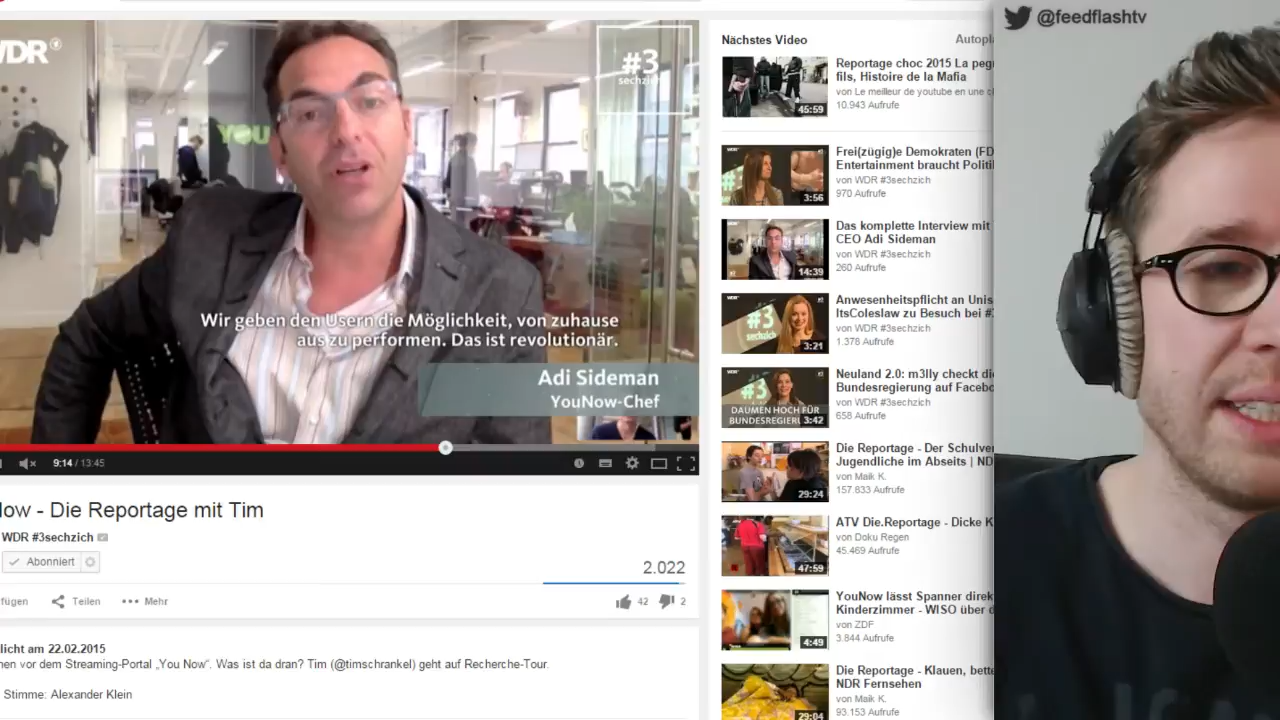 WDR
#3
sechzig
YOU
Wir geben den Usern die Möglichkeit, von zuhause
aus zu performen. Das ist revolutionär.
Adi Sideman
YouNow-Chef
9:14 / 13:45
ow - Die Reportage mit Tim
WDR #3sechzich
Abonniert
2.022
fügen
Teilen
Mehr
42
2
licht am 22.02.2015
nen vor dem Streaming-Portal „You Now". Was ist da dran? Tim (@timschrankel) geht auf Recherche-Tour.
Stimme: Alexander Klein
Nächstes Video
Autopla
Reportage choc 2015 La peg
fils, Histoire de la Mafia
von Le meilleur de youtube en une cl
10.943 Aufrufe
45:59
Frei(zügig)e Demokraten (FD
Entertainment braucht Politi
von WDR #3sechzich
970 Aufrufe
3:56
Das komplette Interview mit
CEO Adi Sideman
von WDR #3sechzich
260 Aufrufe
14:39
Anwesenheitspflicht an Unis
ItsColeslaw zu Besuch bei #
von WDR #3sechzich
1.378 Aufrufe
#3
sechzich
3:21
Neuland 2.0: m3lly checkt di
Bundesregierung auf Facebo
von WDR #3sechzich
658 Aufrufe
#3
DAUMEN HOCH FÜR
BUNDESREGIER
3:42
Die Reportage - Der Schulver
Jugendliche im Abseits | ND
von Maik K.
157.833 Aufrufe
29:24
ATV Die.Reportage - Dicke K
von Doku Regen
45.469 Aufrufe
47:59
YouNow lässt Spanner direk
Kinderzimmer - WISO über d
von ZDF
3.844 Aufrufe
4:49
Die Reportage - Klauen, bette
NDR Fernsehen
von Maik K.
93.153 Aufrufe
29:04
@feedflashtv